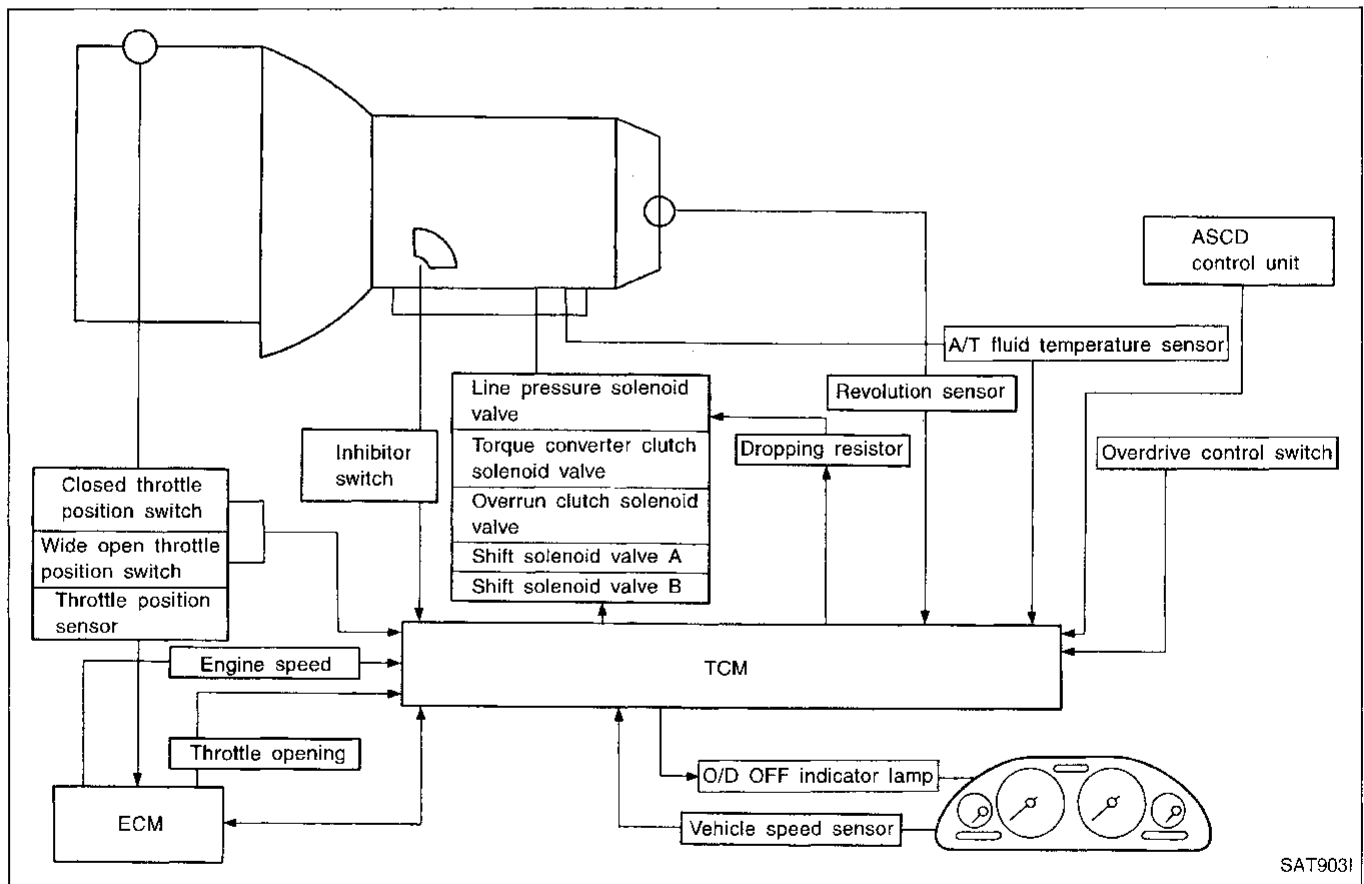 ASCD
control unit
A/T fluid temperature sensor
Line pressure solenoid
valve
Revolution sensor
Torque converter clutch
solenoid valve
Dropping resistor
Overdrive control switch
Inhibitor
switch
Overrun clutch solenoid
valve
Closed throttle
position switch
Shift solenoid valve A
Wide open throttle
position switch
Shift solenoid valve B
Throttle position
sensor
Engine speed
TCM
Throttle opening
O/D OFF indicator lamp
ECM
Vehicle speed sensor
SAT903I